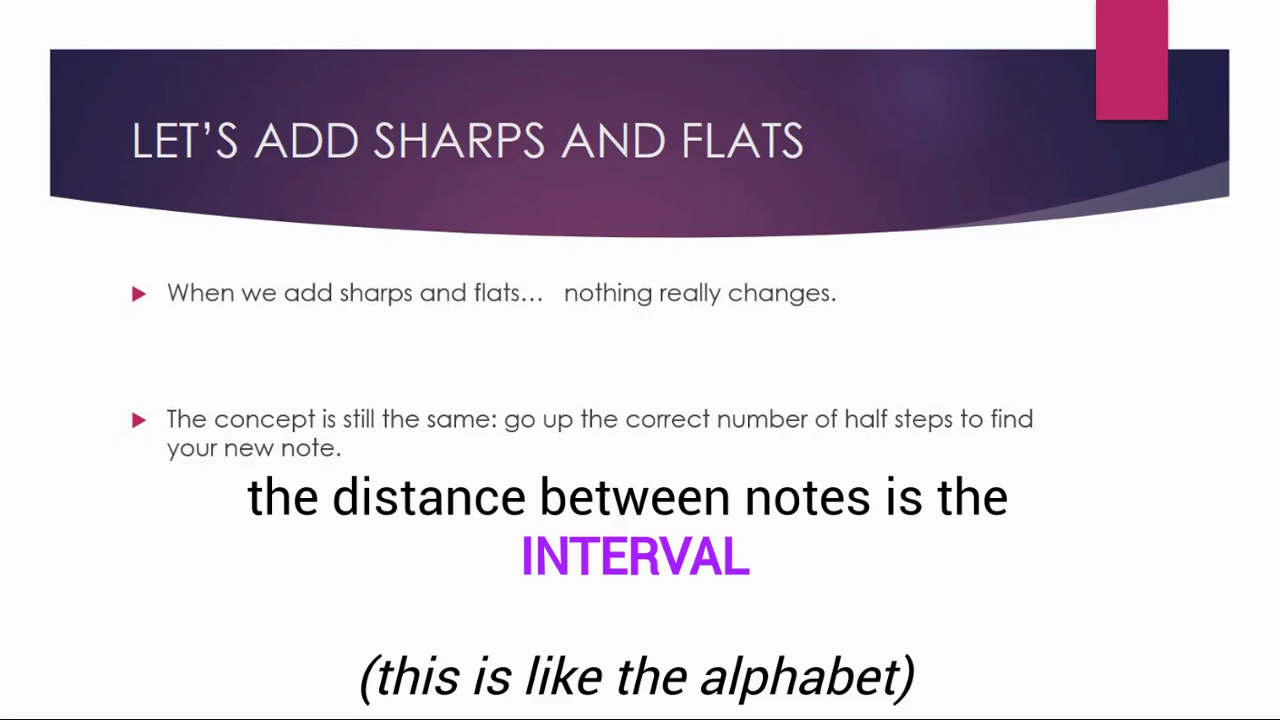 LET’S ADD SHARPS AND FLATS
When we add sharps and flats… nothing really changes.
The concept is still the same: go up the correct number of half steps to find
your new note.
the distance between notes is the
INTERVAL
(this is like the alphabet)